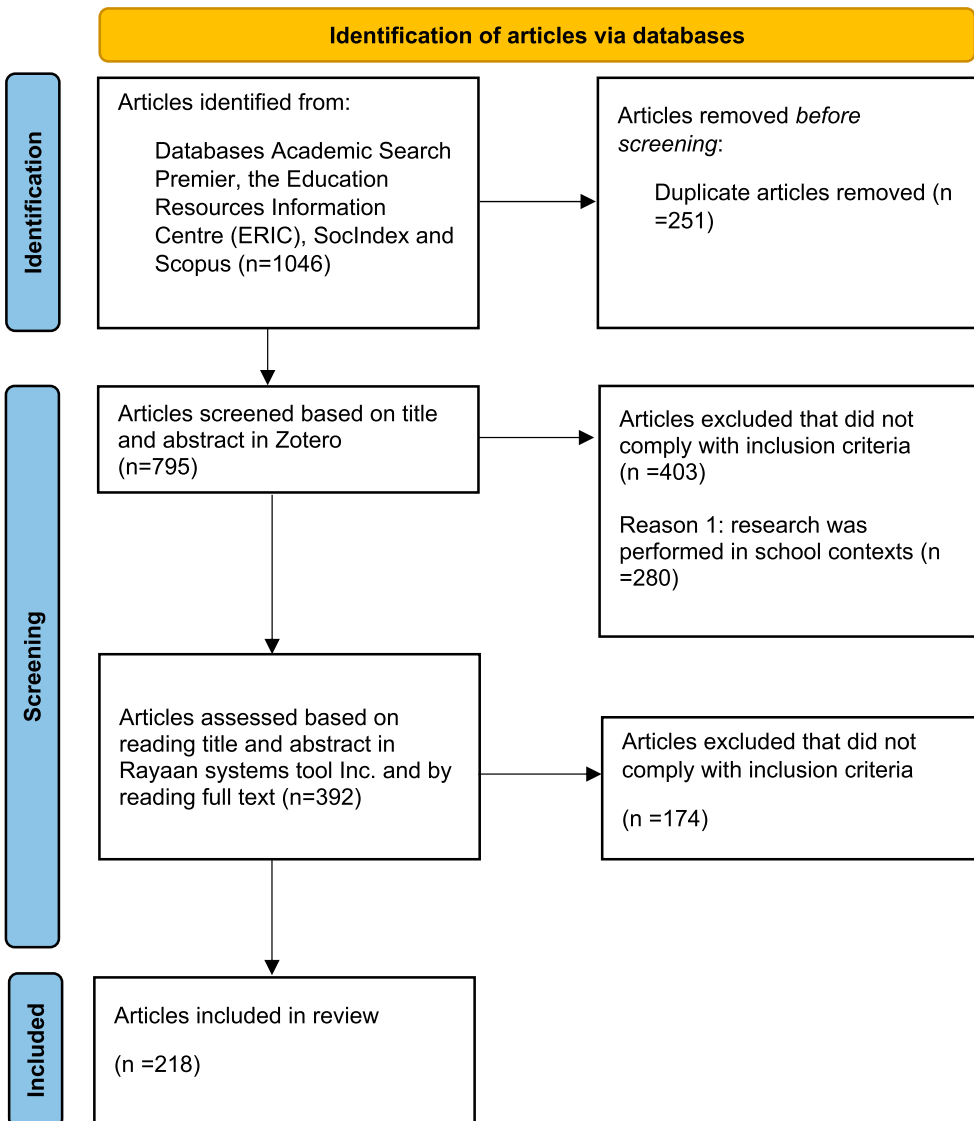 Identification of articles via databases
Identification
Articles identified from:
Databases Academic Search
Premier, the Education
Resources Information
Centre (ERIC), SocIndex and
Scopus (n=1046)
Articles removed before
screening:
Duplicate articles removed (n
=251)
Screening
Articles screened based on title
and abstract in Zotero
(n=795)
Articles excluded that did not
comply with inclusion criteria
(n =403)
Reason 1: research was
performed in school contexts (n
=280)
Articles assessed based on
reading title and abstract in
Rayaan systems tool Inc. and by
reading full text (n=392)
Articles excluded that did not
comply with inclusion criteria
(n =174)
Included
Articles included in review
(n =218)